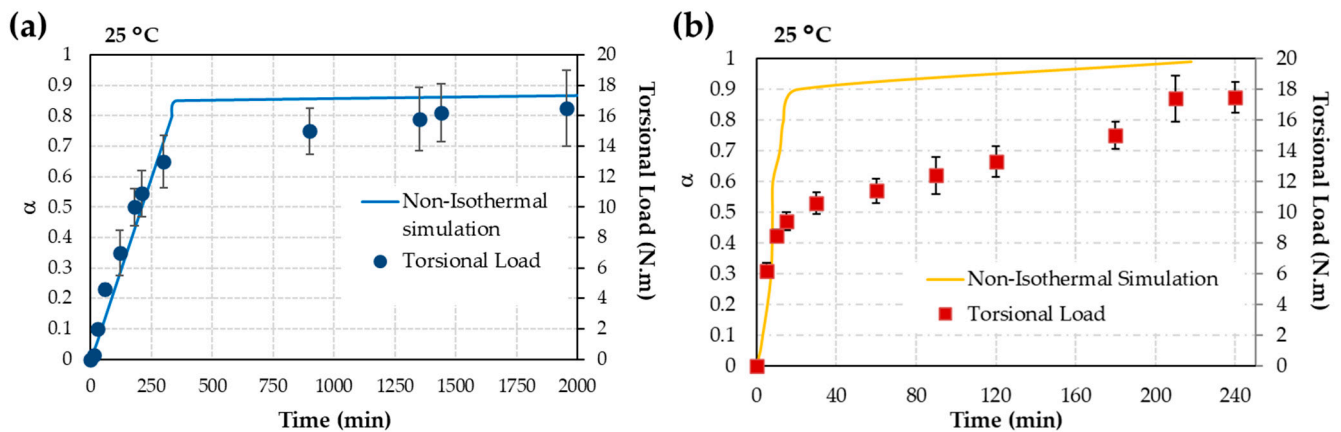 (a)
25 °C
1
0.9
0.8
0.7
0.6
0.5
0.4
0.3
0.2
0.1
0
α
20
18
16
14
12
10
8
6
4
2
0
Torsional Load (N.m)
Non-Isothermal
simulation
Torsional Load
0 250 500 750 1000 1250 1500 1750 2000
Time (min)
(b)
25 °C
1
0.9
0.8
0.7
0.6
0.5
0.4
0.3
0.2
0.1
0
α
20
18
16
14
12
10
8
6
4
2
0
Torsional Load (N.m)
Non-Isothermal Simulation
Torsional Load
0 40 80 120 160 200 240
Time (min)